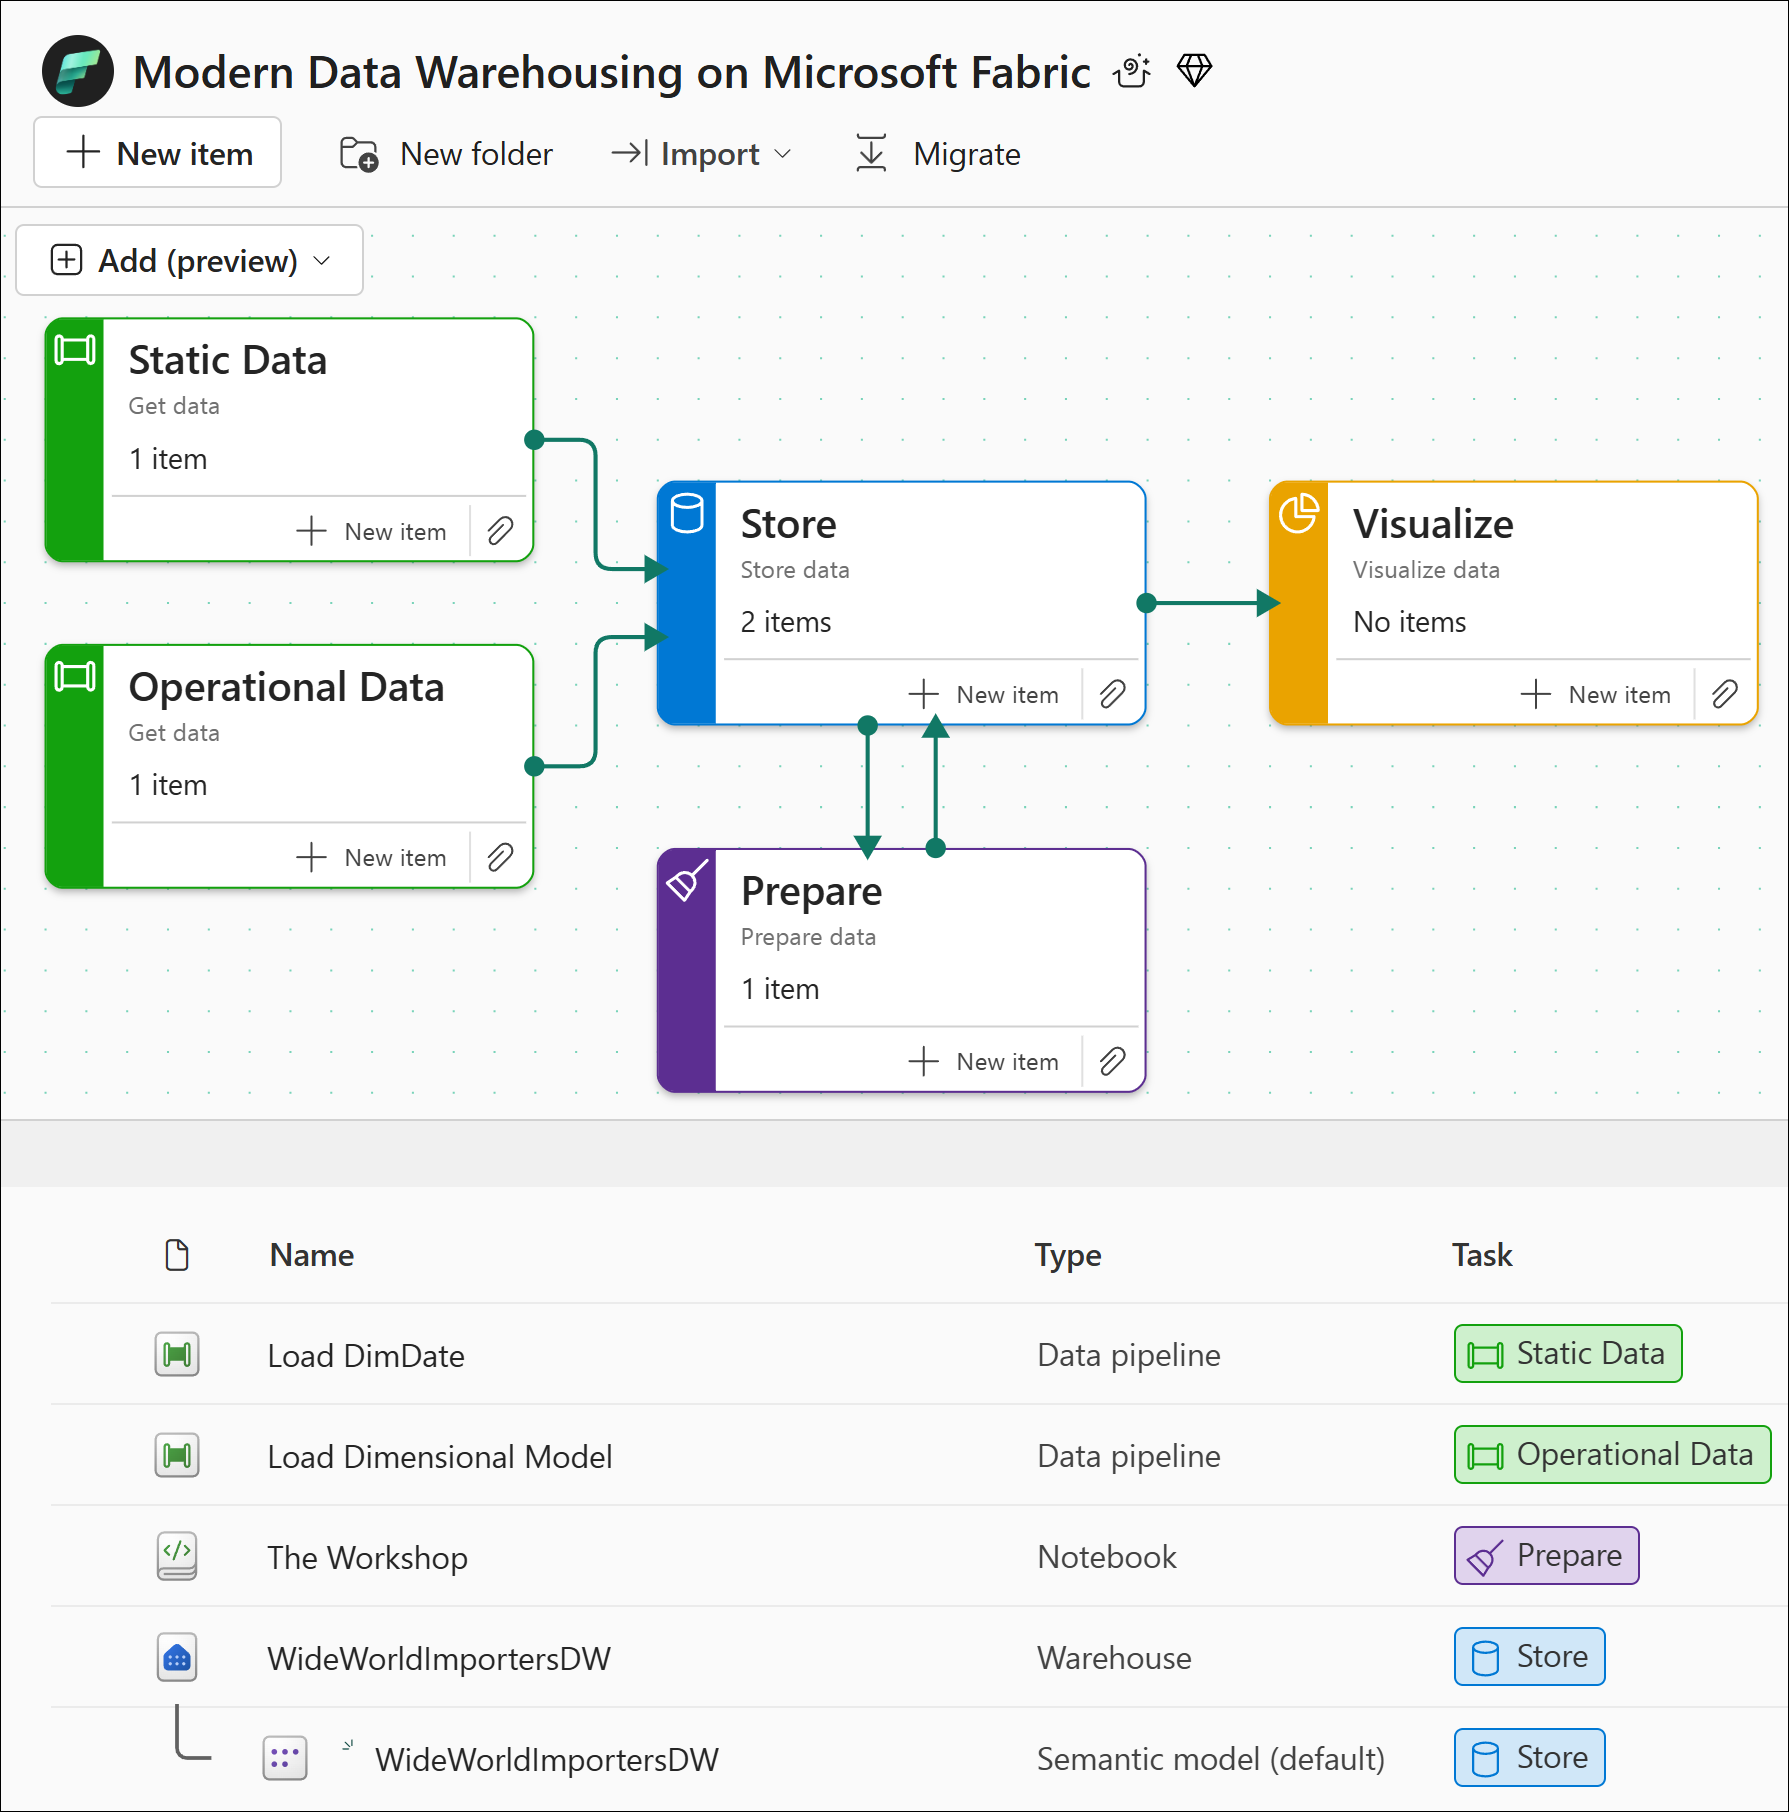 Modern Data Warehousing on Microsoft Fabric
New item
New folder
Import
Migrate
Add (preview)
Static Data
Get data
1 item
New item
Operational Data
Get data
1 item
New item
Store
Store data
2 items
New item
Visualize
Visualize data
No items
New item
Prepare
Prepare data
1 item
New item
Name Type Task
Load DimDate Data pipeline Static Data
Load Dimensional Model Data pipeline Operational Data
The Workshop Notebook Prepare
WideWorldImportersDW Warehouse Store
WideWorldImportersDW Semantic model (default) Store